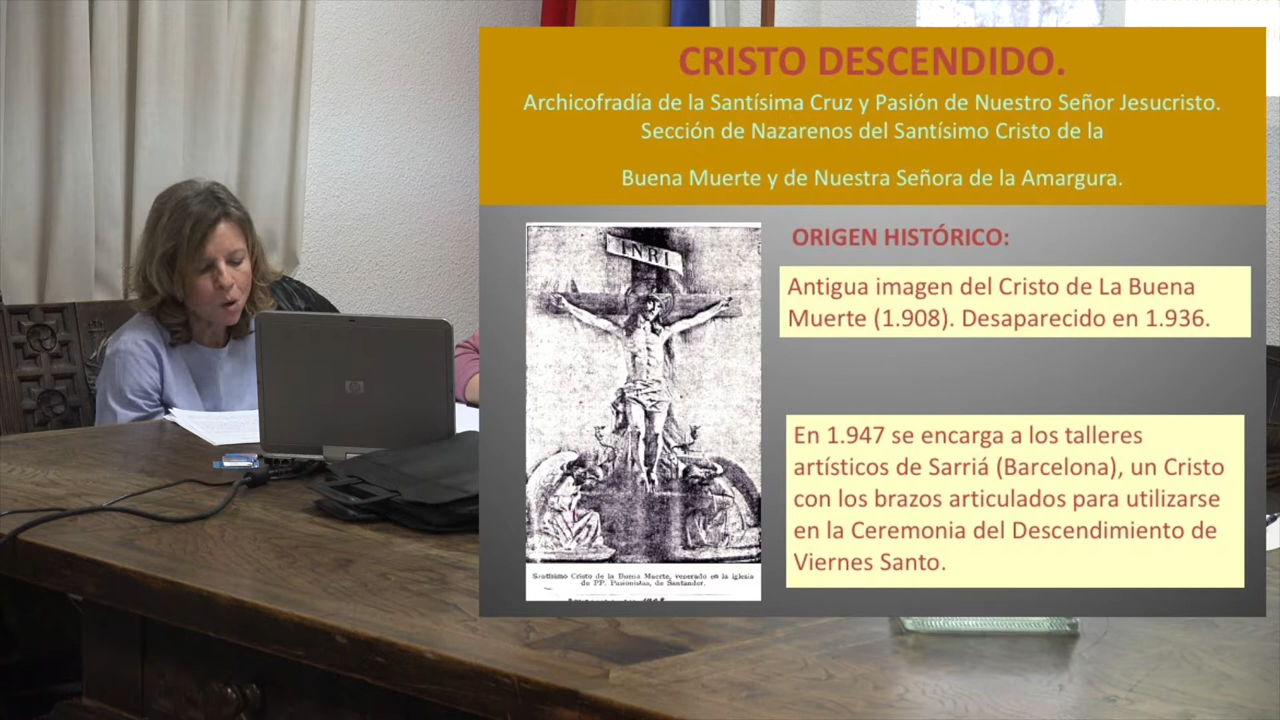 CRISTO DESCENDIDO.
Archicofradía de la Santísima Cruz y Pasión de Nuestro Señor Jesucristo.
Sección de Nazarenos del Santísimo Cristo de la
Buena Muerte y de Nuestra Señora de la Amargura.
INRI
Santísimo Cristo de la Buena Muerte, venerado en la iglesia
de PP. Pasionistas, de Santander.
ORIGEN HISTÓRICO:
Antigua imagen del Cristo de La Buena
Muerte (1.908). Desaparecido en 1.936.
En 1.947 se encarga a los talleres
artísticos de Sarriá (Barcelona), un Cristo
con los brazos articulados para utilizarse
en la Ceremonia del Descendimiento de
Viernes Santo.
hp